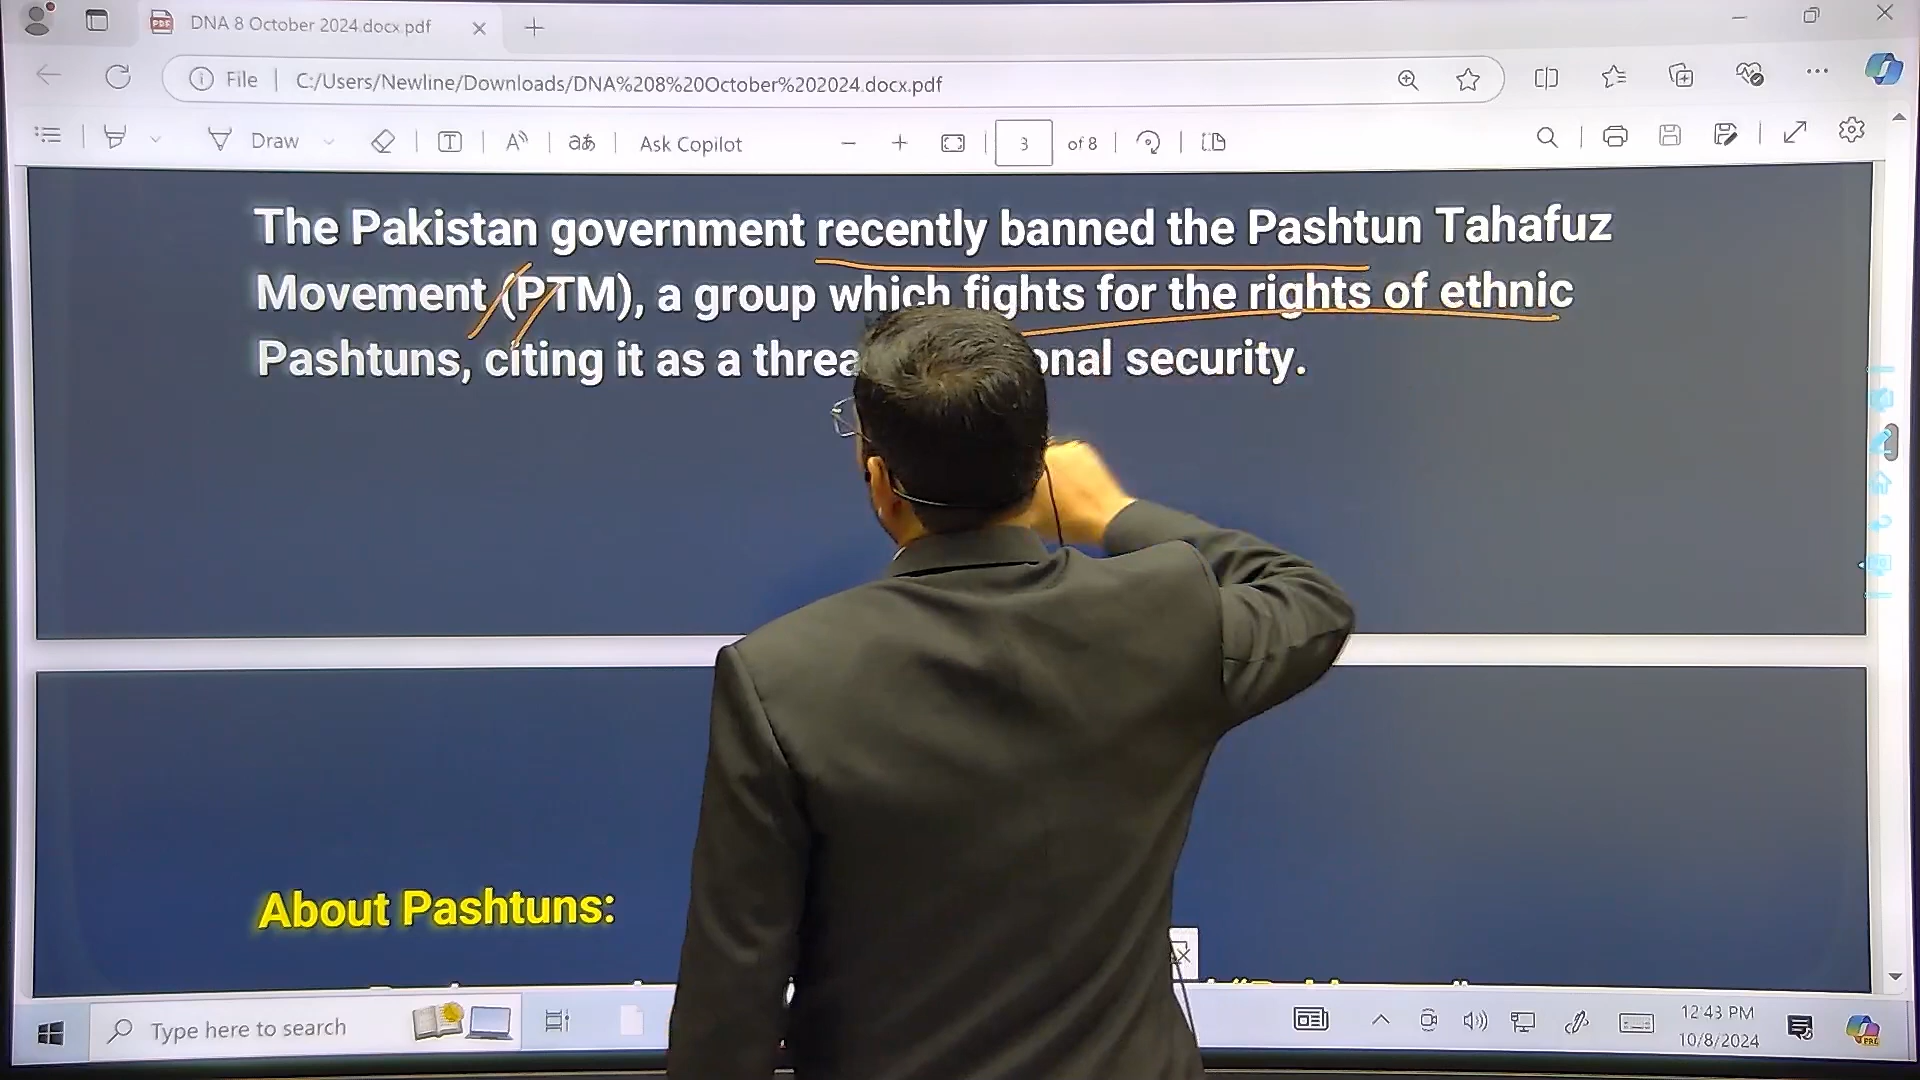 DNA 8 October 2024.docx.pdf
File
C:/Users/Newline/Downloads/DNA%208%20October%202024.docx.pdf
Draw
Ask Copilot
3
of 8
The Pakistan government recently banned the Pashtun Tahafuz
Movement (PTM), a group which fights for the rights of ethnic
Pashtuns, citing it as a threa onal security.
About Pashtuns:
Type here to search
12:43 PM
10/8/2024